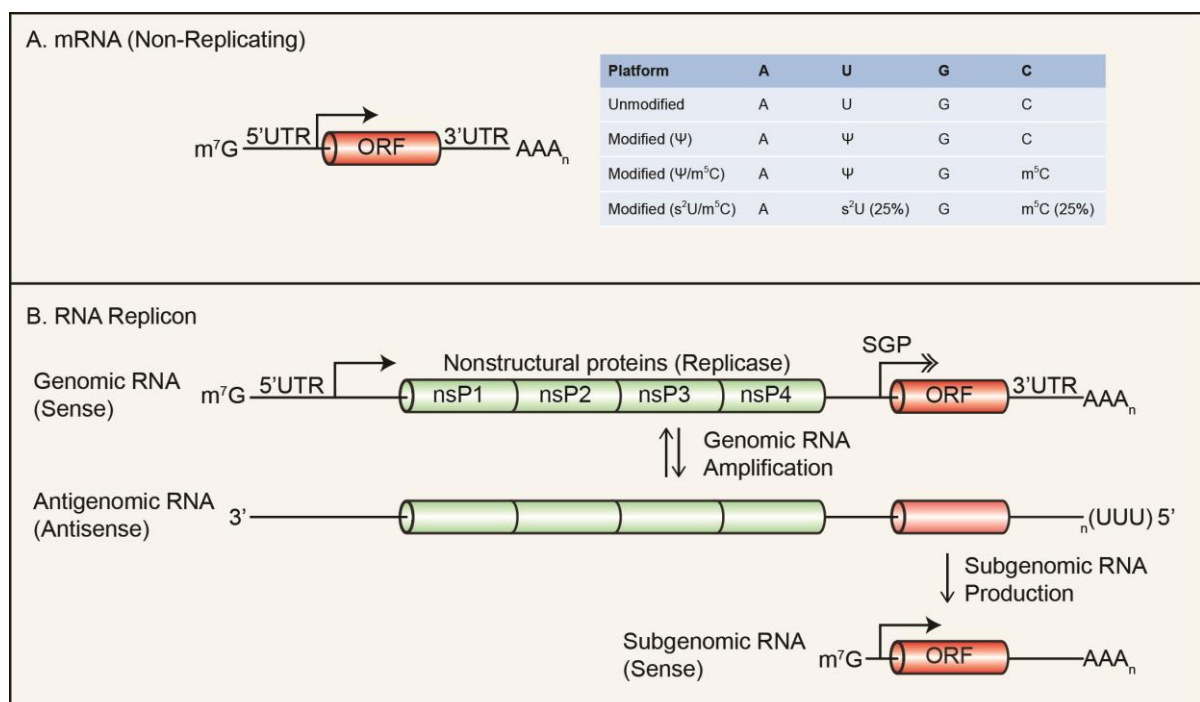 A. mRNA (Non-Replicating)
m⁷G 5'UTR ORF 3'UTR AAAₙ
Platform A U G C
Unmodified A U G C
Modified (Ψ) A Ψ G C
Modified (Ψ/m⁵C) A Ψ G m⁵C
Modified (s²U/m⁵C) A s²U (25%) G m⁵C (25%)
B. RNA Replicon
Genomic RNA
(Sense)
m⁷G 5'UTR
Nonstructural proteins (Replicase)
nsP1 nsP2 nsP3 nsP4
SGP
ORF 3'UTR AAAₙ
Genomic RNA
Amplification
Antigenomic RNA
(Antisense)
3' ₙ(UUU) 5'
Subgenomic RNA
Production
Subgenomic RNA
(Sense)
m⁷G ORF AAAₙ